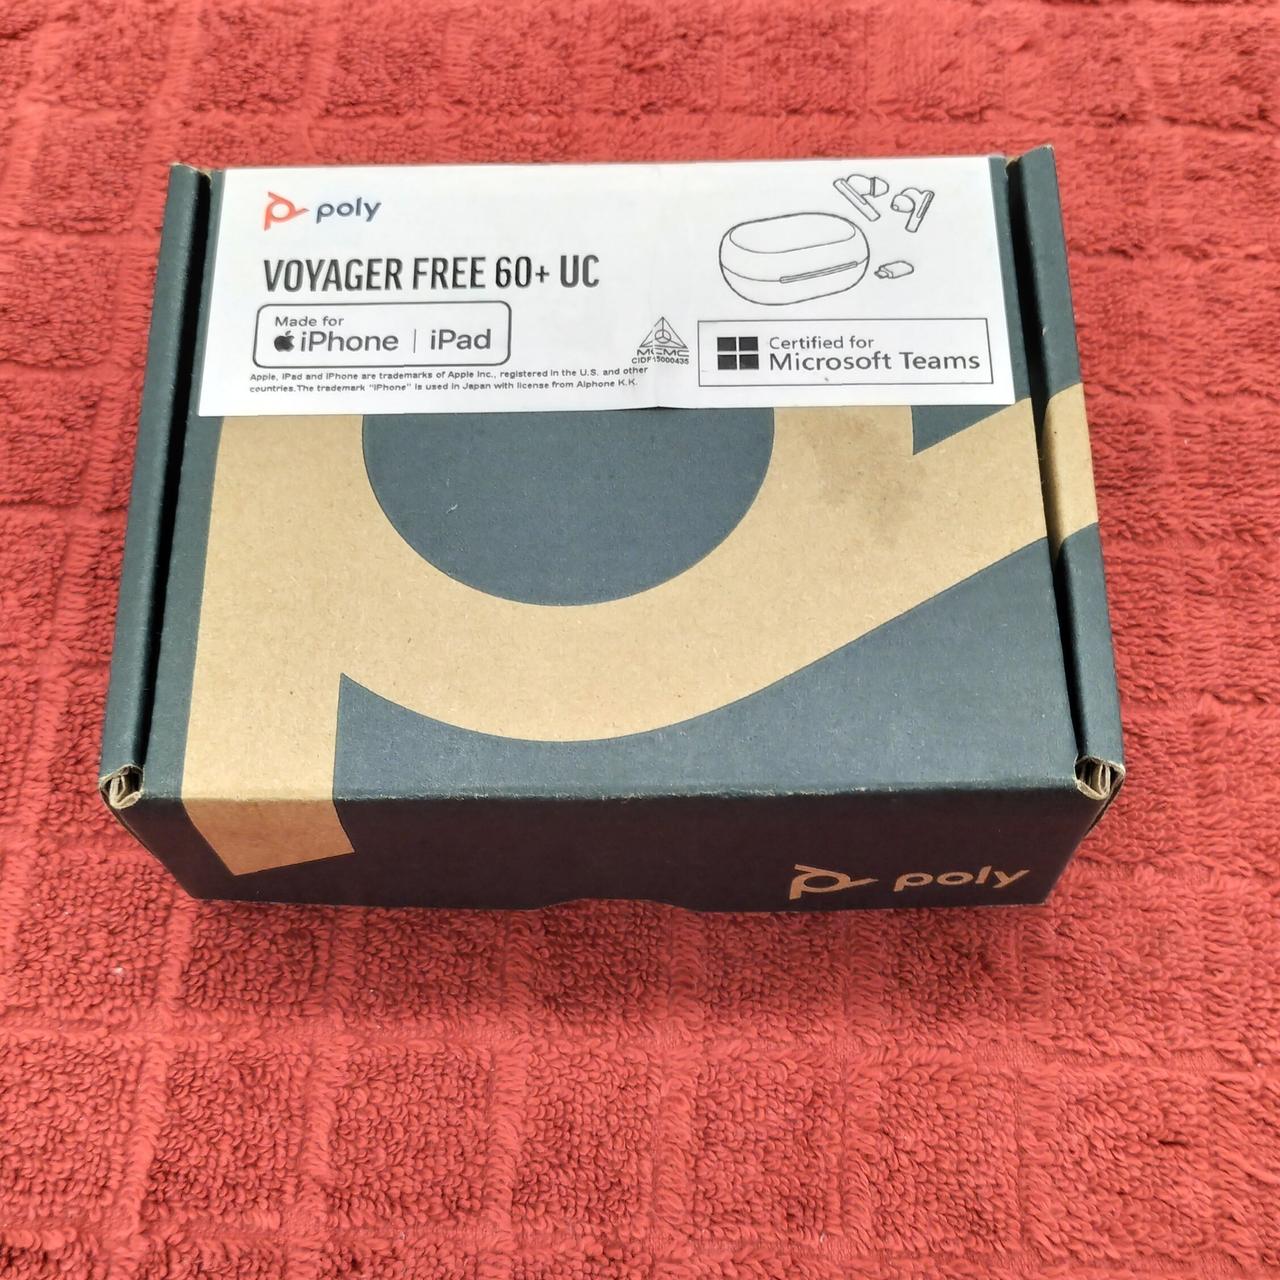 poly
VOYAGER FREE 60+ UC
Made for
iPhone | iPad
Apple, iPad and iPhone are trademarks of Apple Inc., registered in the U.S. and other
countries.The trademark "iPhone" is used in Japan with license from Aiphone K.K.
MCMC
CIDF15000435
Certified for
Microsoft Teams
poly